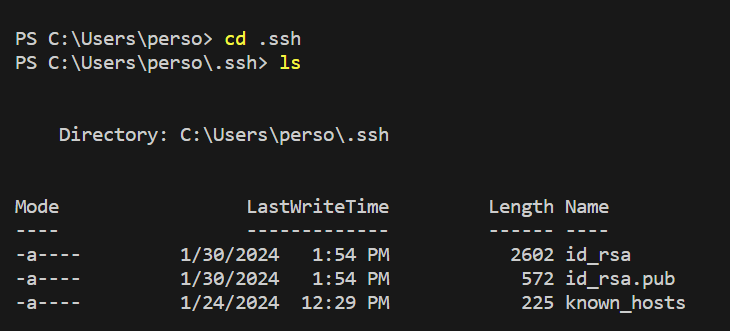 PS C:\Users\perso> cd .ssh
PS C:\Users\perso\.ssh> ls
Directory: C:\Users\perso\.ssh
Mode LastWriteTime Length Name
---- ------------- ------ ----
-a---- 1/30/2024 1:54 PM 2602 id_rsa
-a---- 1/30/2024 1:54 PM 572 id_rsa.pub
-a---- 1/24/2024 12:29 PM 225 known_hosts